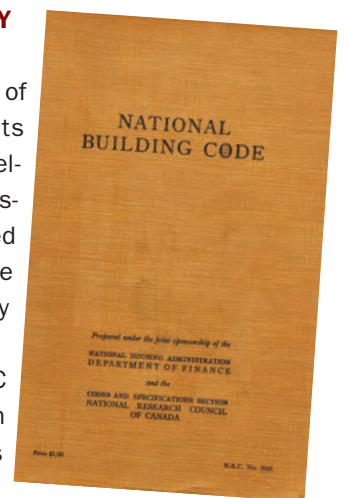 Y
of
ts
el-
s-
ed
e
y
C
n
s
NATIONAL
BUILDING CODE
Prepared under the joint sponsorship of the
NATIONAL HOUSING ADMINISTRATION
DEPARTMENT OF FINANCE
and the
CODES AND SPECIFICATIONS SECTION
NATIONAL RESEARCH COUNCIL
OF CANADA
Price $1.00
N.R.C. No.